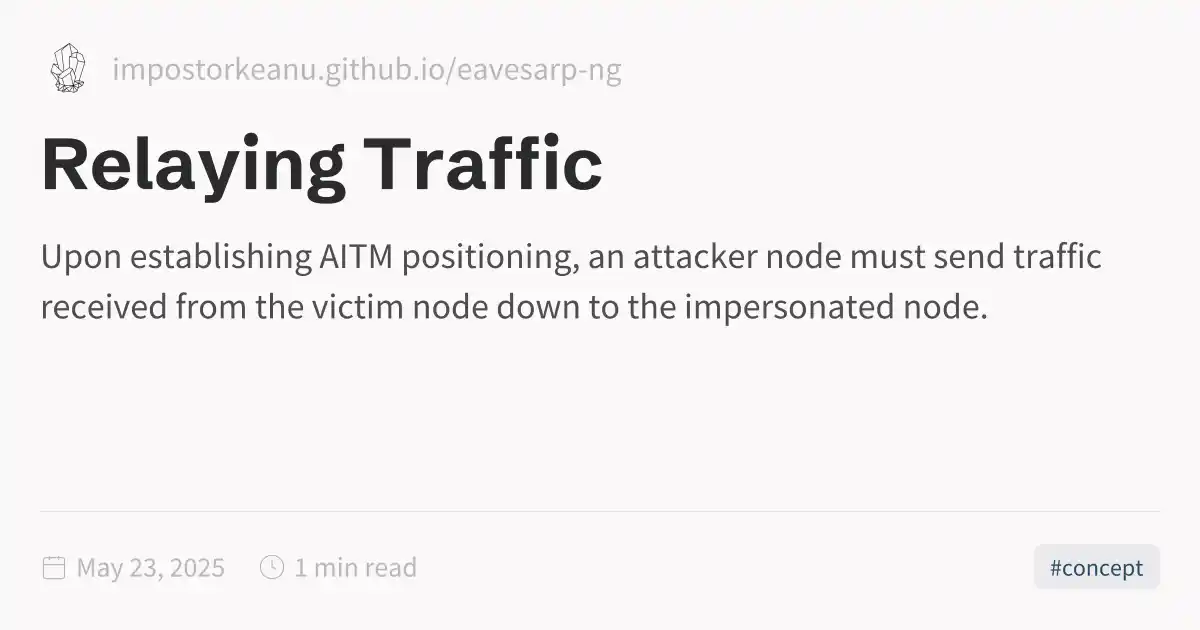 impostorkeanu.github.io/eavesarp-ng
Relaying Traffic
Upon establishing AITM positioning, an attacker node must send traffic
received from the victim node down to the impersonated node.
May 23, 2025
1 min read
#concept